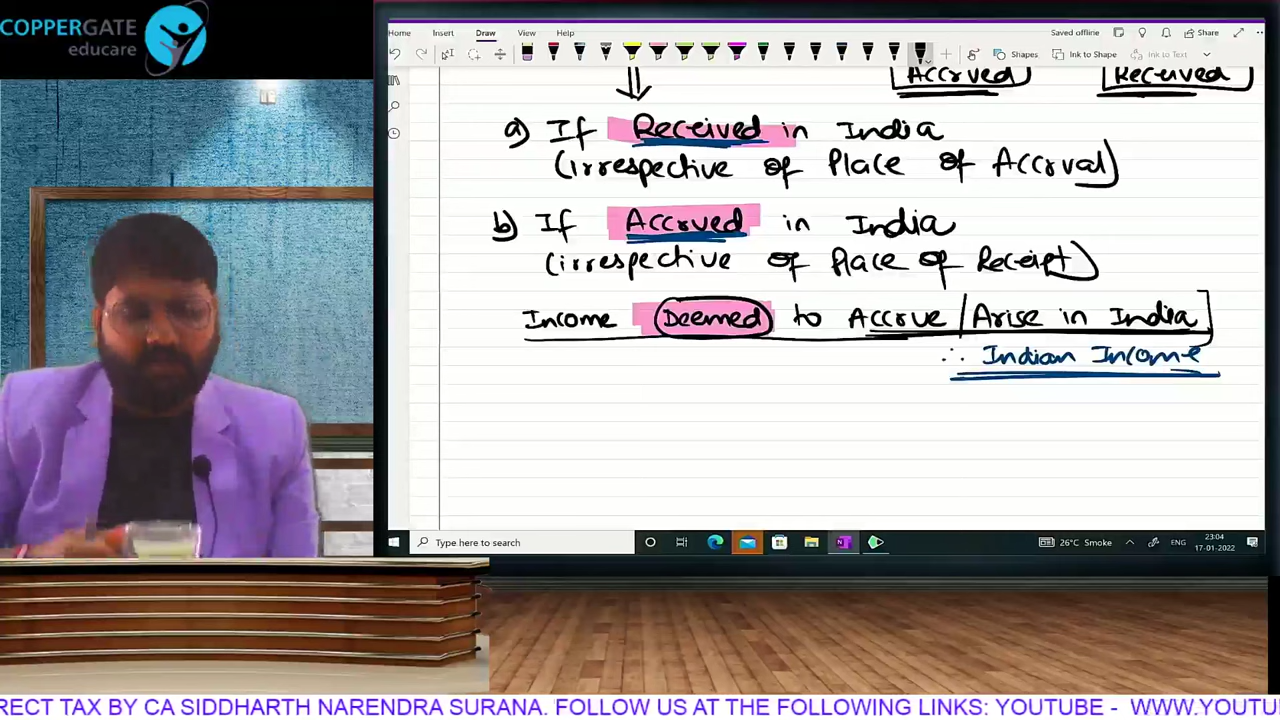 COPPERGATE
educare
Home Insert Draw View Help
Saved offline
Share
Shapes
Ink to Shape
Ink to Text
Accrued Received
a) If Received in India
(irrespective of Place of Accrual)
b) If Accrued in India
(irrespective of Place of Receipt)
Income Deemed to Accrue / Arise in India
∴ Indian Income
Type here to search
26°C Smoke
ENG
23:04
17-01-2022
RECT TAX BY CA SIDDHARTH NARENDRA SURANA. FOLLOW US AT THE FOLLOWING LINKS: YOUTUBE - WWW.YOUTU